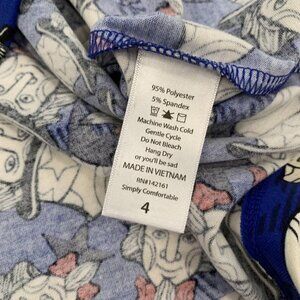 95% Polyester
5% Spandex
Machine Wash Cold
Gentle Cycle
Do Not Bleach
Hang Dry
or you'll be sad
MADE IN VIETNAM
RN#142161
Simply Comfortable
4